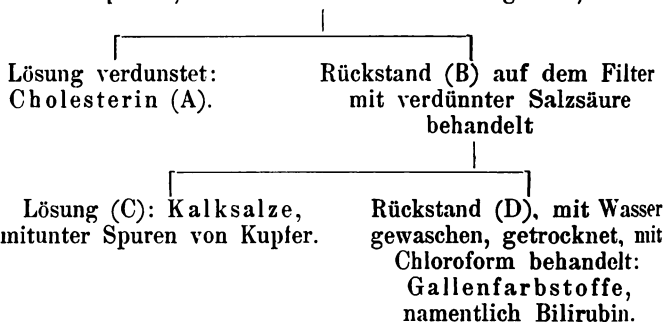 Lösung verdunstet:
Cholesterin (A).
Rückstand (B) auf dem Filter
mit verdünnter Salzsäure
behandelt
Lösung (C): Kalksalze,
mitunter Spuren von Kupfer.
Rückstand (D), mit Wasser
gewaschen, getrocknet, mit
Chloroform behandelt:
Gallenfarbstoffe,
namentlich Bilirubin.